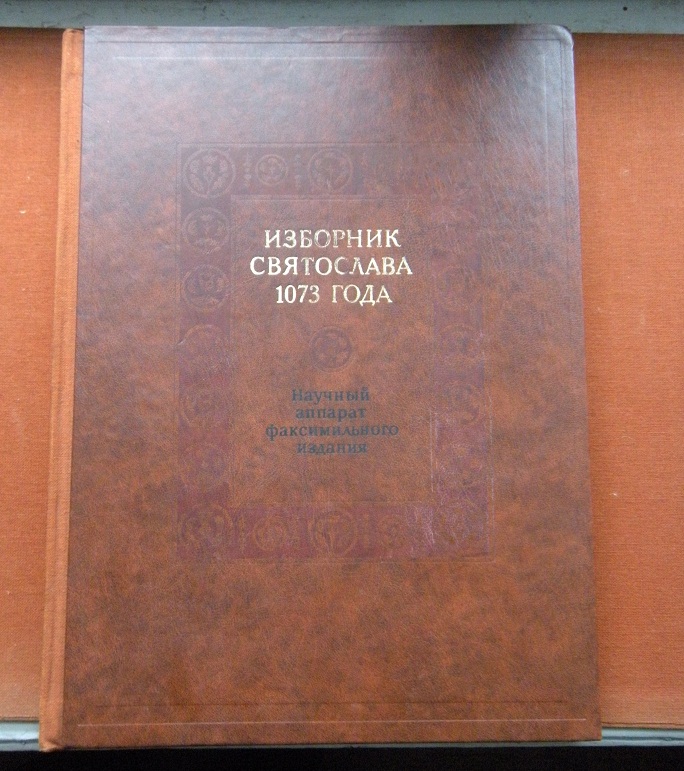 ИЗБОРНИК
СВЯТОСЛАВА
1073 ГОДА
Научный
аппарат
факсимильного
издания